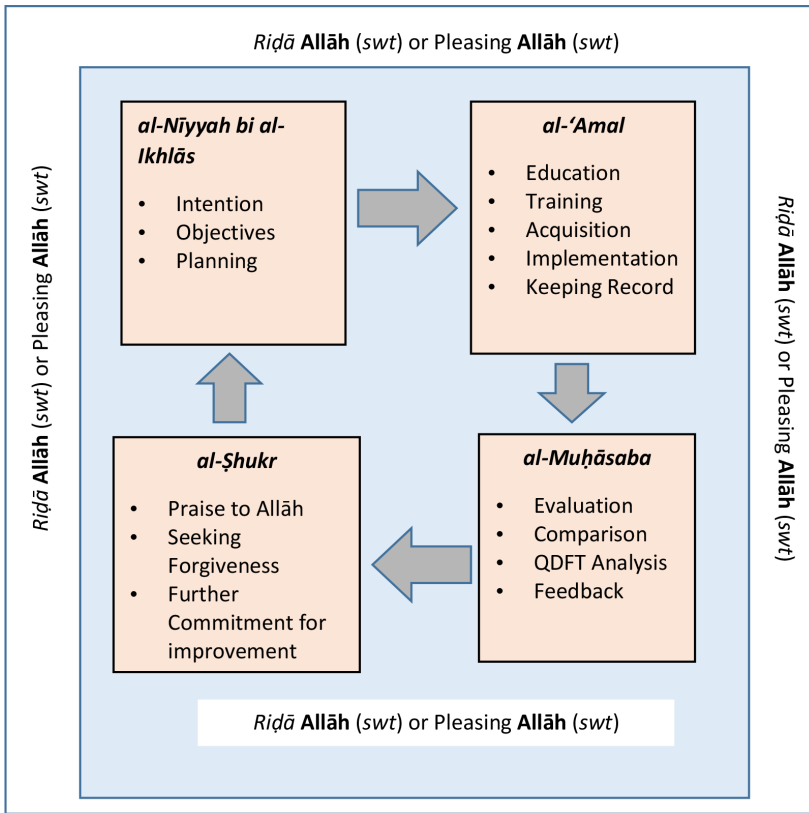 Riḍā Allāh (swt) or Pleasing Allāh (swt)
Riḍā Allāh (swt) or Pleasing Allāh (swt)
al-Nīyyah bi al-
Ikhlās
• Intention
• Objectives
• Planning
al-‘Amal
• Education
• Training
• Acquisition
• Implementation
• Keeping Record
al-Muḥāsaba
• Evaluation
• Comparison
• QDFT Analysis
• Feedback
al-Ṣhukr
• Praise to Allāh
• Seeking
Forgiveness
• Further
Commitment for
improvement
Riḍā Allāh (swt) or Pleasing Allāh (swt)
Riḍā Allāh (swt) or Pleasing Allāh (swt)